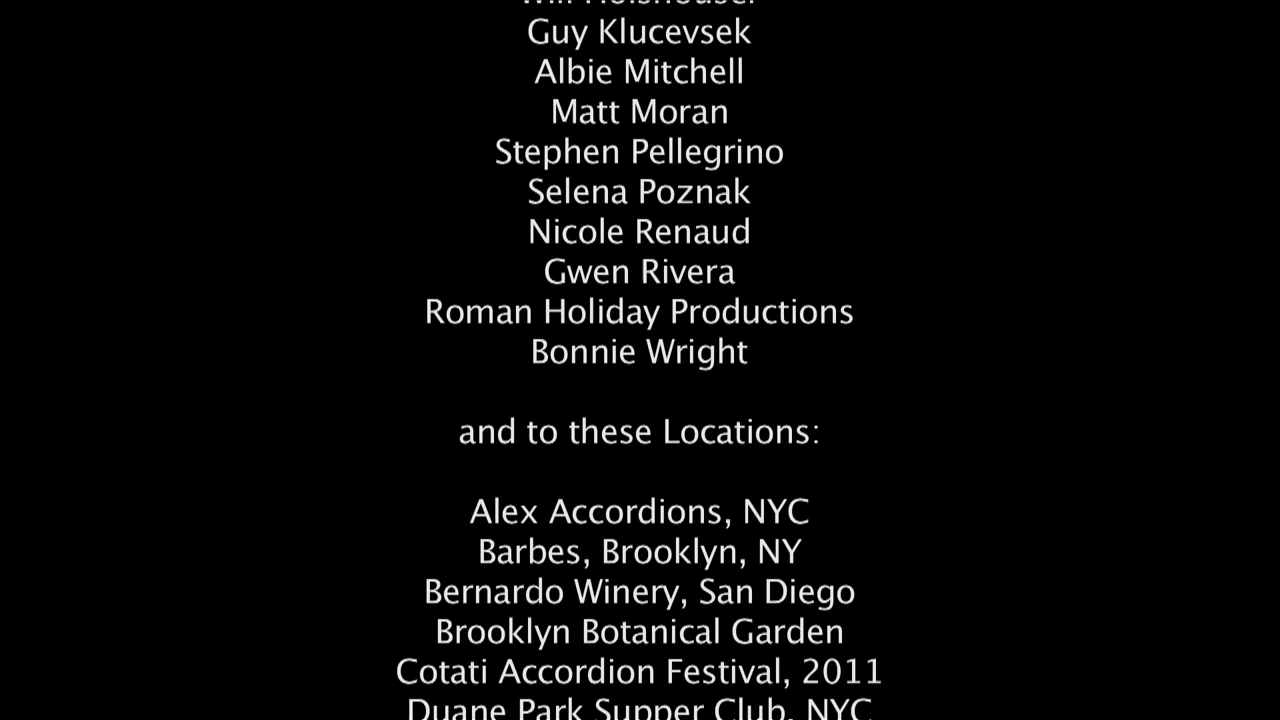 Will Holshouser
Guy Klucevsek
Albie Mitchell
Matt Moran
Stephen Pellegrino
Selena Poznak
Nicole Renaud
Gwen Rivera
Roman Holiday Productions
Bonnie Wright
and to these Locations:
Alex Accordions, NYC
Barbes, Brooklyn, NY
Bernardo Winery, San Diego
Brooklyn Botanical Garden
Cotati Accordion Festival, 2011
Duane Park Supper Club, NYC